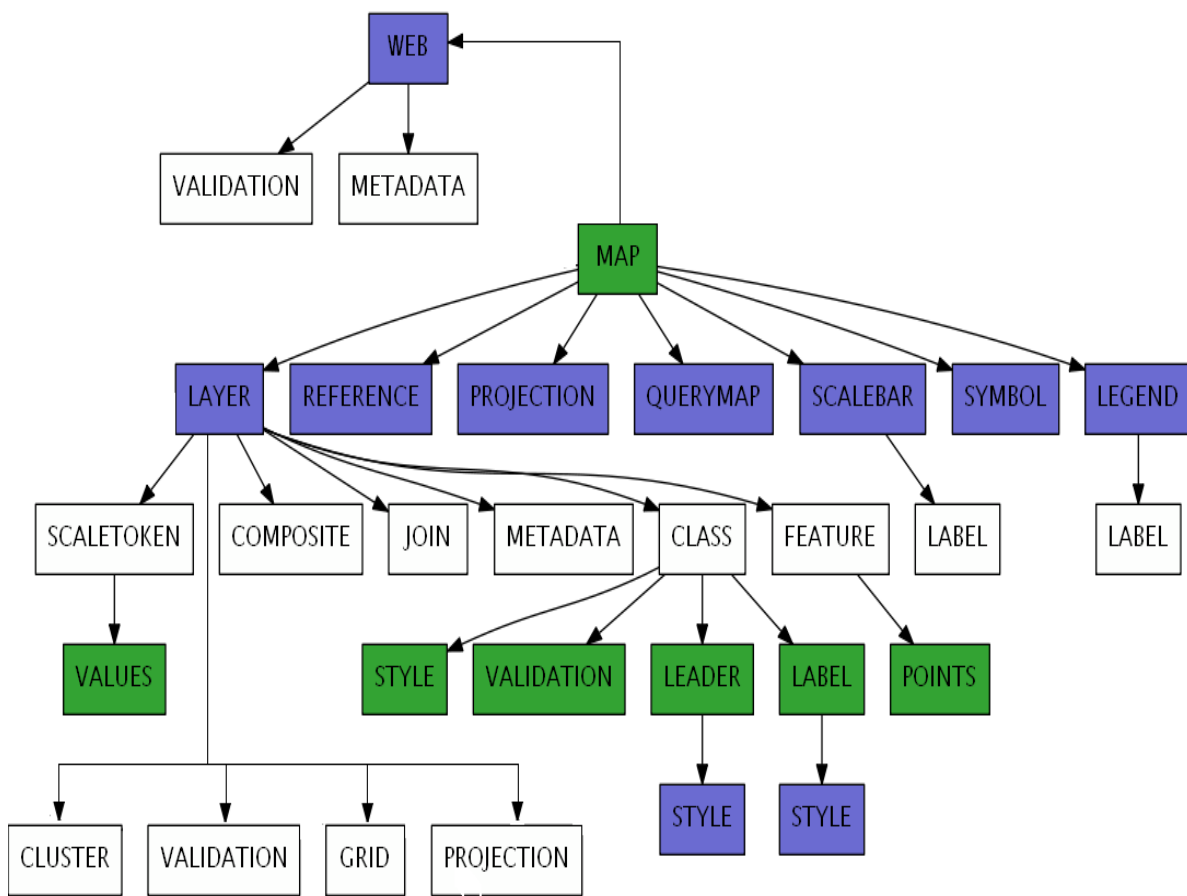 WEB
VALIDATION
METADATA
MAP
LAYER
REFERENCE
PROJECTION
QUERYMAP
SCALEBAR
SYMBOL
LEGEND
SCALETOKEN
COMPOSITE
JOIN
METADATA
CLASS
FEATURE
LABEL
LABEL
VALUES
STYLE
VALIDATION
LEADER
LABEL
POINTS
STYLE
STYLE
CLUSTER
VALIDATION
GRID
PROJECTION